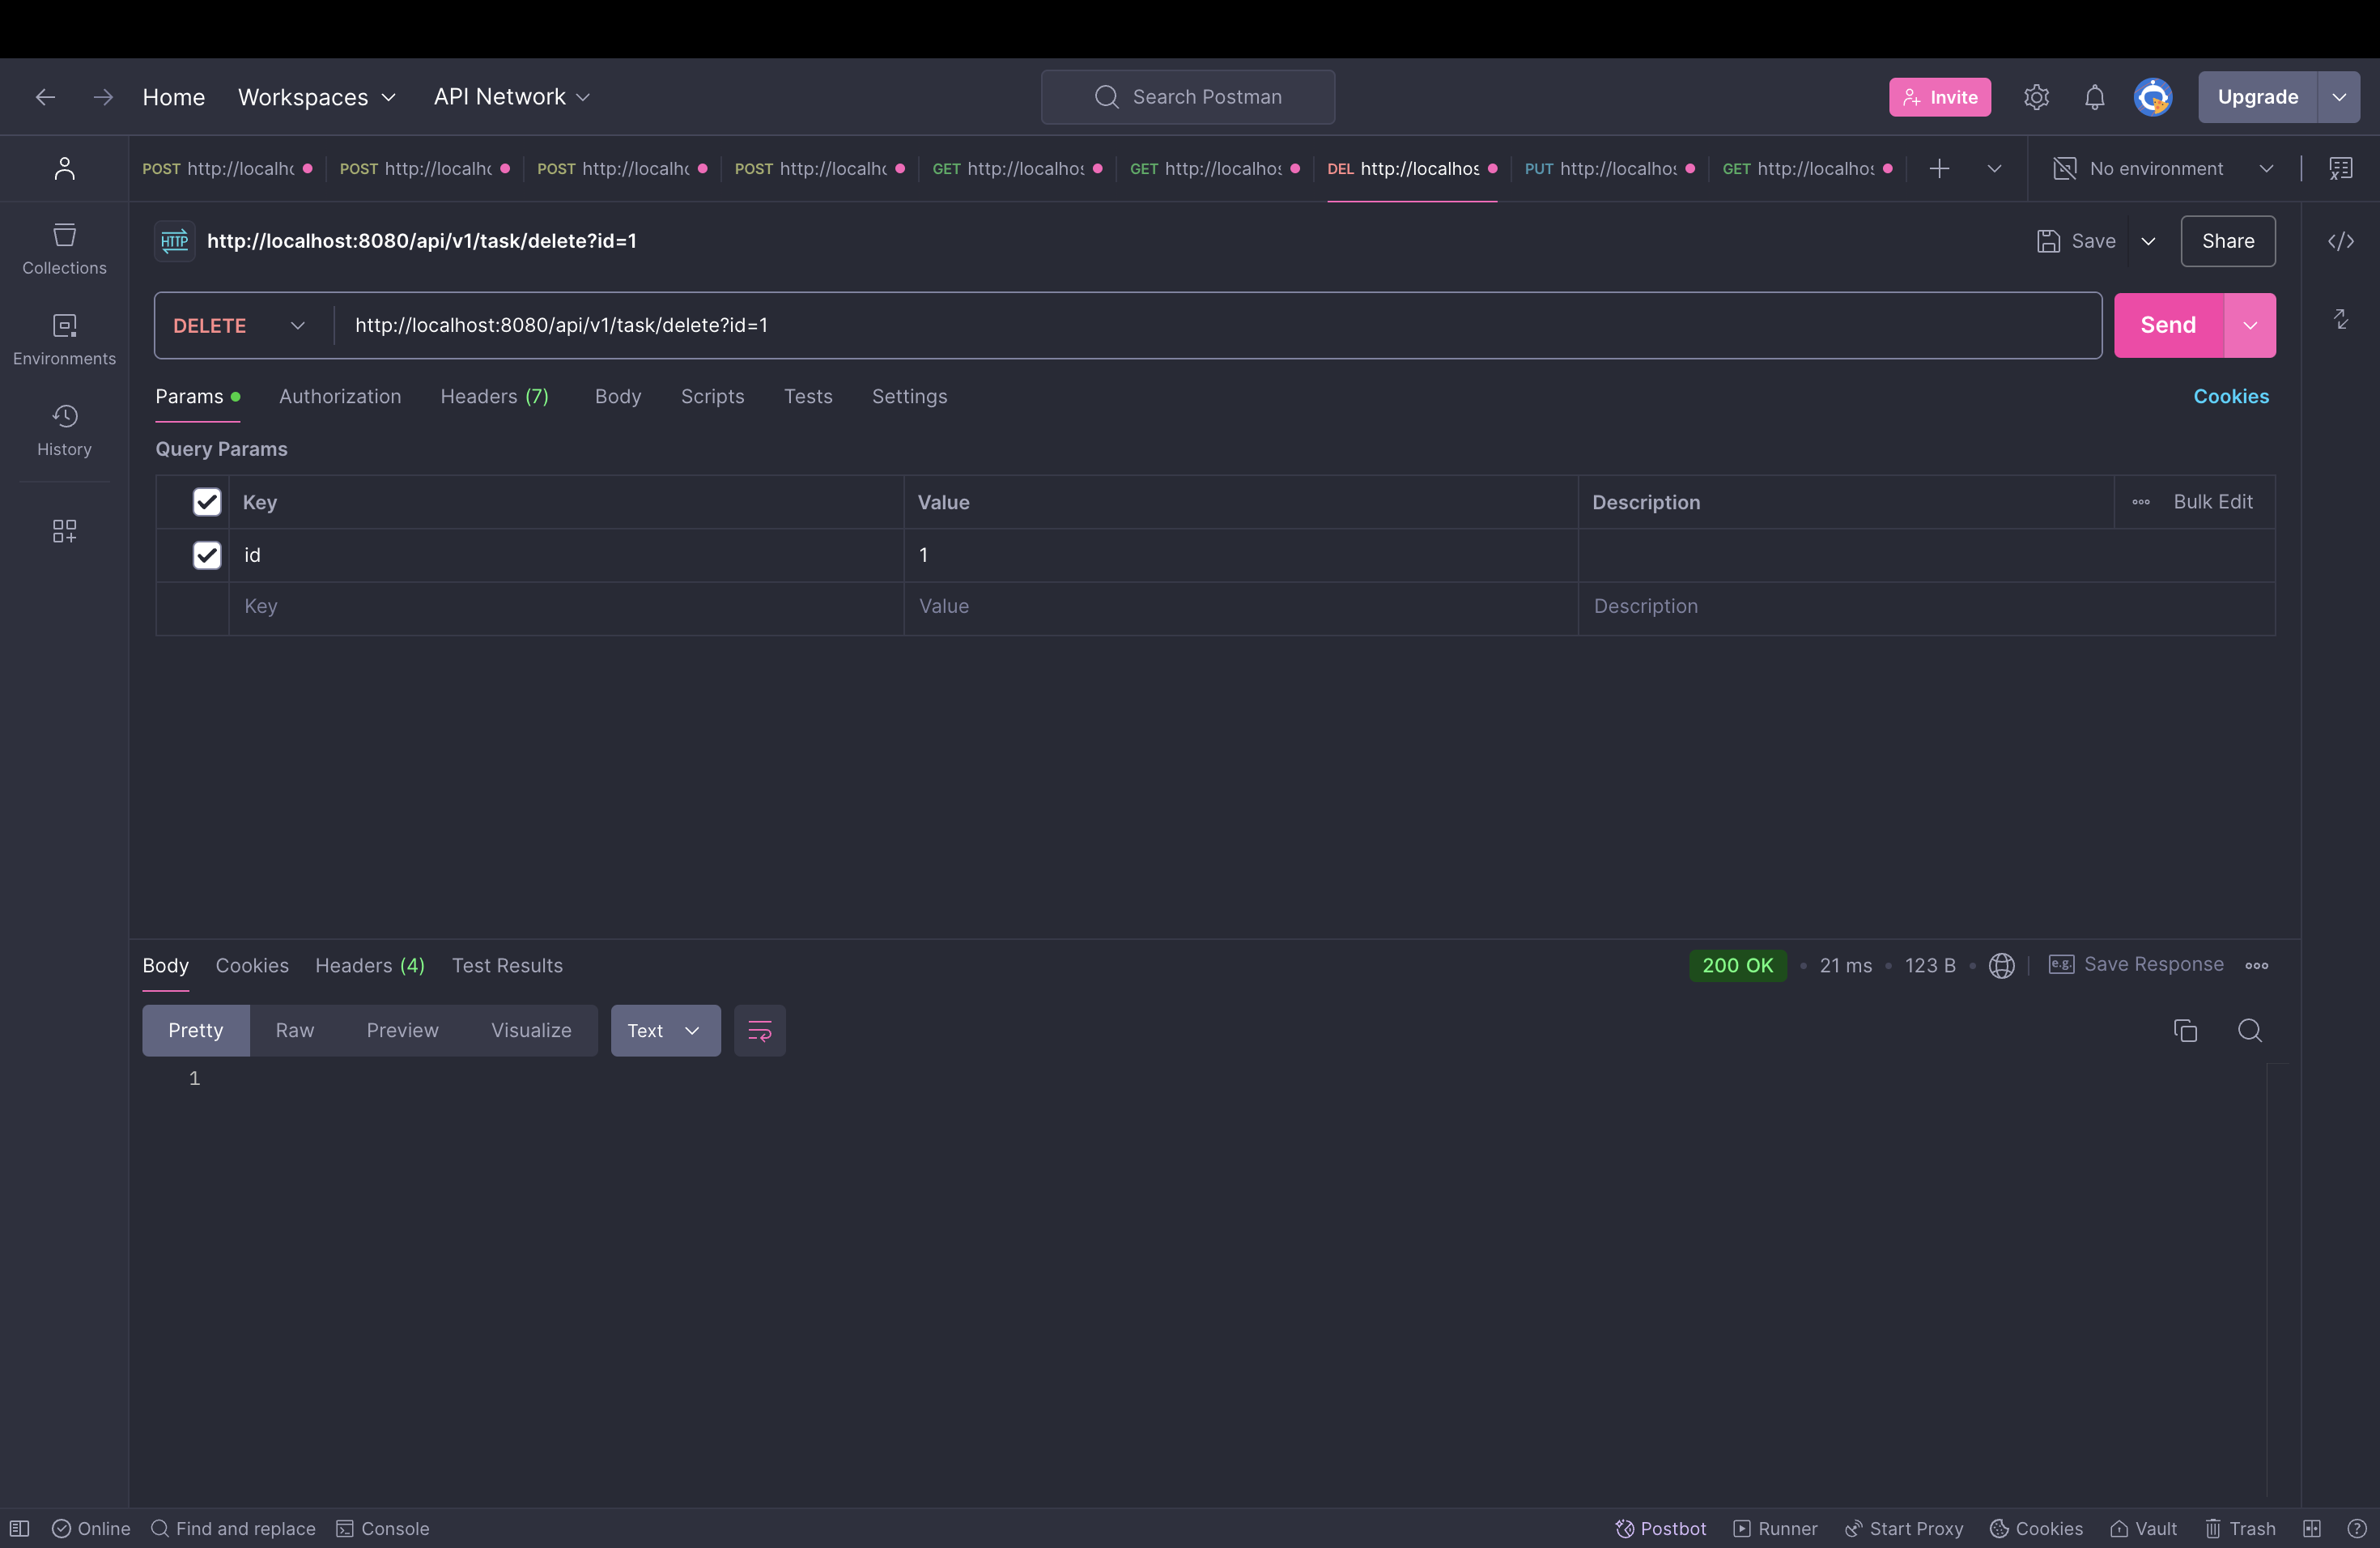 Home Workspaces API Network Search Postman Invite Upgrade
POST http://localhc POST http://localhc POST http://localhc POST http://localhc GET http://localhos GET http://localhos DEL http://localhos PUT http://localhos GET http://localhos No environment
HTTP http://localhost:8080/api/v1/task/delete?id=1 Save Share
Collections
DELETE http://localhost:8080/api/v1/task/delete?id=1 Send
Environments
Params Authorization Headers (7) Body Scripts Tests Settings Cookies
History
Query Params
Key Value Description Bulk Edit
id 1
Key Value Description
Body Cookies Headers (4) Test Results 200 OK 21 ms 123 B e.g. Save Response
Pretty Raw Preview Visualize Text
1
Online Find and replace Console Postbot Runner Start Proxy Cookies Vault Trash